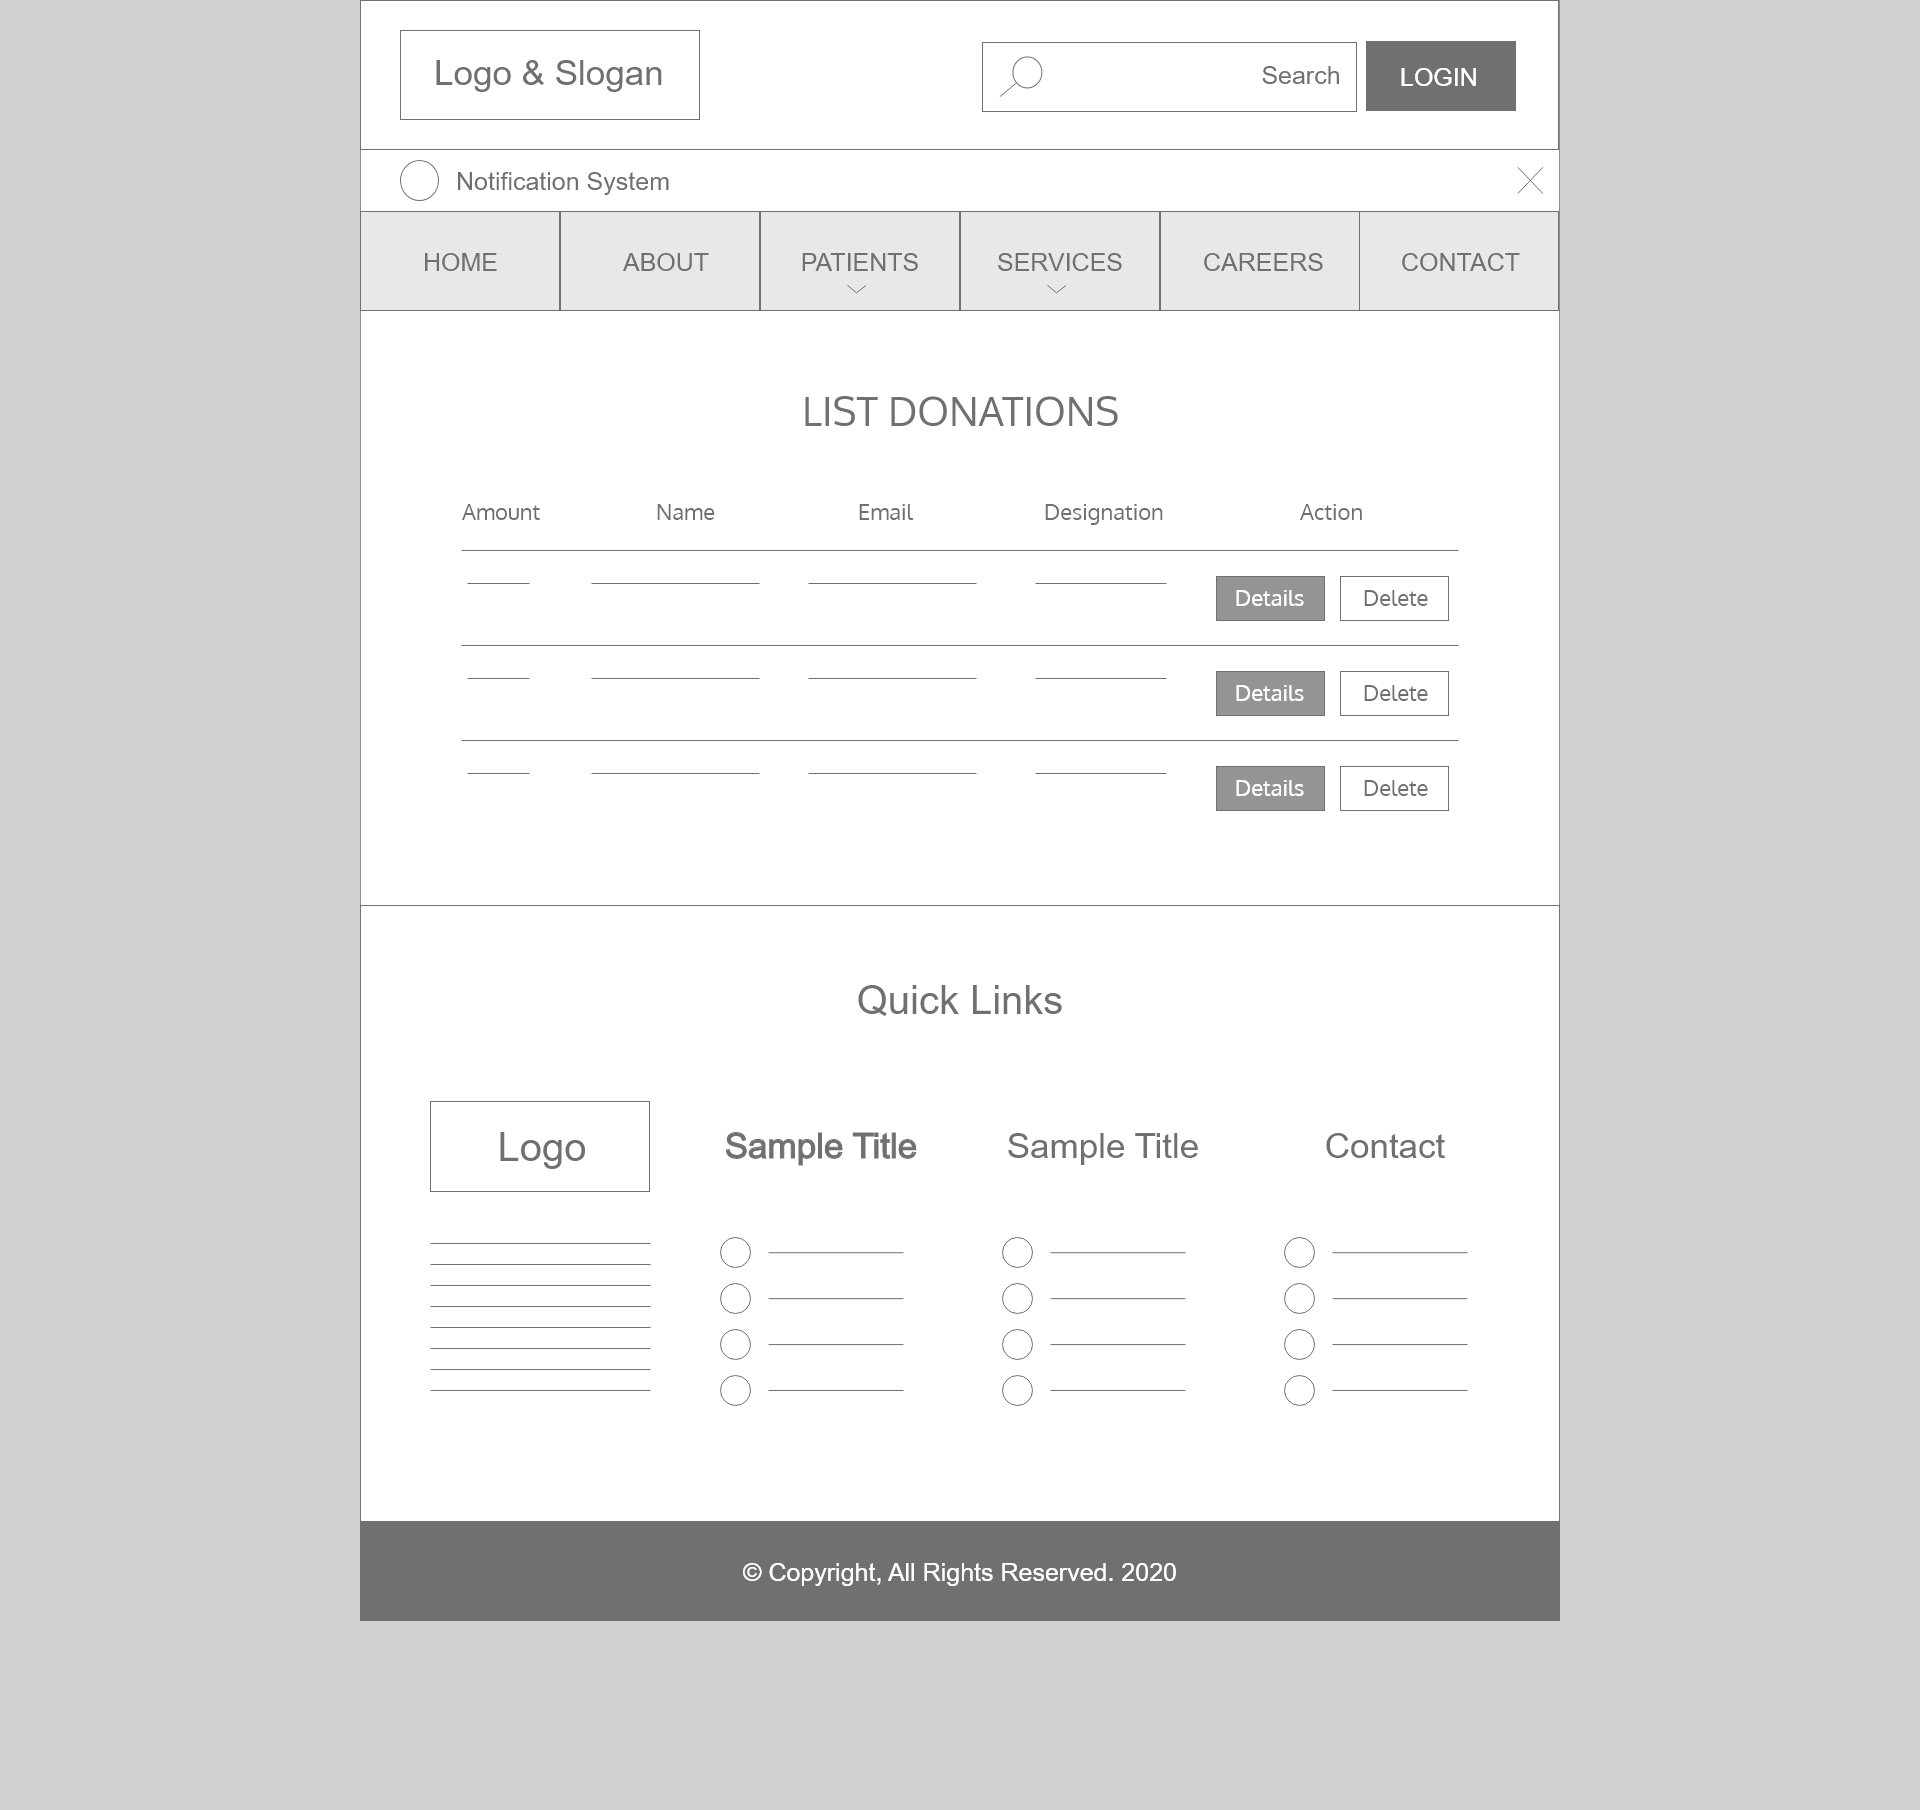 Logo & Slogan
Search
LOGIN
Notification System
HOME ABOUT PATIENTS SERVICES CAREERS CONTACT
LIST DONATIONS
Amount Name Email Designation Action
Details Delete
Details Delete
Details Delete
Quick Links
Logo Sample Title Sample Title Contact
© Copyright, All Rights Reserved. 2020